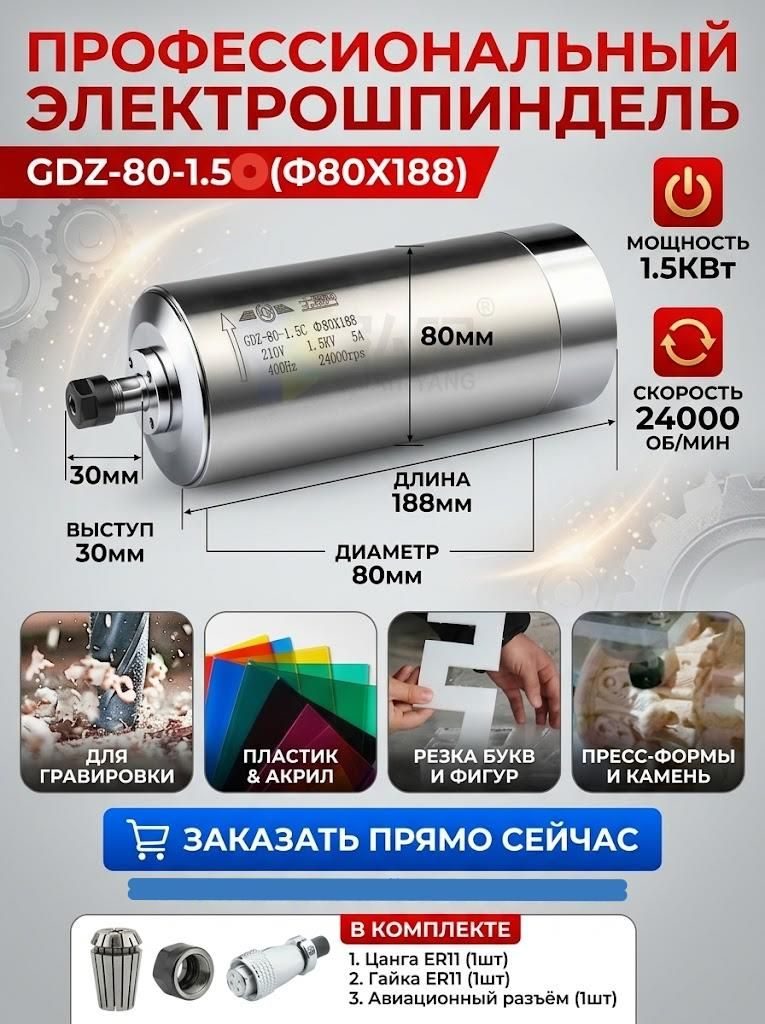 ПРОФЕССИОНАЛЬНЫЙ
ЭЛЕКТРОШПИНДЕЛЬ
GDZ-80-1.5 (Ф80X188)
МОЩНОСТЬ
1.5КВт
СКОРОСТЬ
24000
ОБ/МИН
GDZ-80-1.5C Ф80X188
210V 1.5KV 5A
400Hz 24000rps
®
80мм
30мм
ДЛИНА
188мм
ВЫСТУП
30мм
ДИАМЕТР
80мм
ДЛЯ
ГРАВИРОВКИ
ПЛАСТИК
& АКРИЛ
РЕЗКА БУКВ
И ФИГУР
ПРЕСС-ФОРМЫ
И КАМЕНЬ
ЗАКАЗАТЬ ПРЯМО СЕЙЧАС
В КОМПЛЕКТЕ
1. Цанга ER11 (1шт)
2. Гайка ER11 (1шт)
3. Авиационный разъём (1шт)